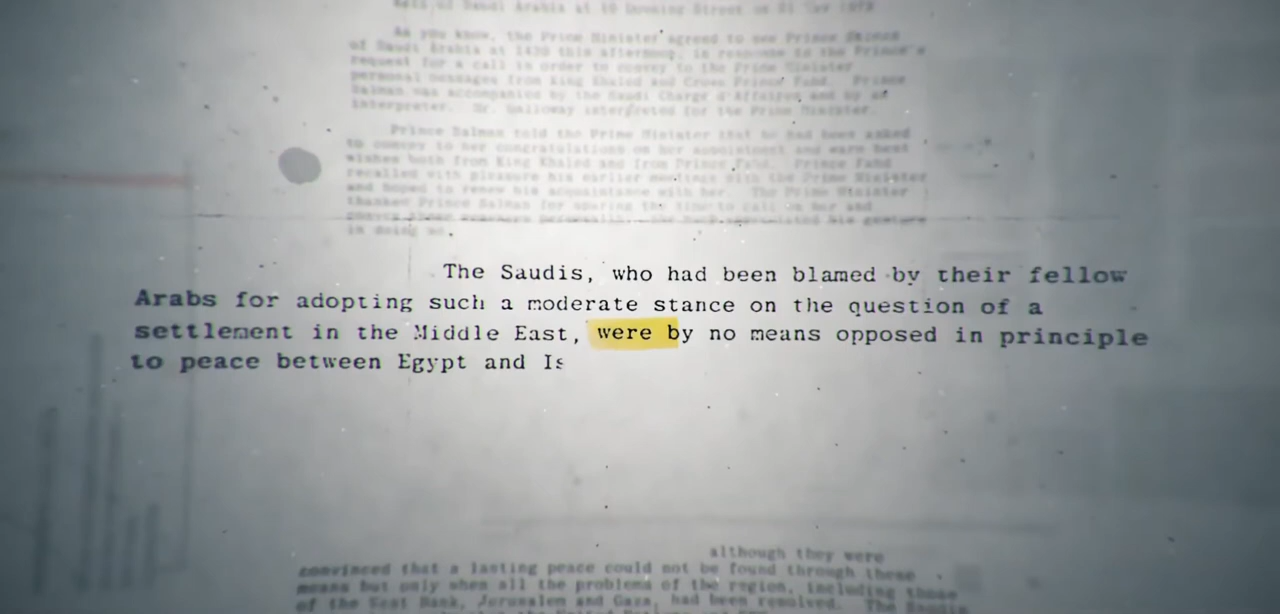 As you know, the Prime Minister agreed to see Prince
of Saudi Arabia at 1430 this afternoon, in response to the Prince's
request for a call in order to convey to the Prime Minister
personal messages from King Khaled and Crown Prince Fahd. Prince
Salman was accompanied by the Saudi Charge d'Affaires and by an
interpreter. Mr. interpreted for the Prime Minister.
Prince Salman told the Prime Minister that he had been asked
to convey to her congratulations on her appointment and warm best
wishes both from King Khaled and from Prince Fahd. Prince Fahd
recalled with pleasure his earlier meetings with the Prime Minister
and hoped to renew his acquaintance with her. The Prime Minister
thanked Prince Salman for sparing the time to call on her and
his gesture
in doing so.
The Saudis, who had been blamed by their fellow
Arabs for adopting such a moderate stance on the question of a
settlement in the Middle East, were by no means opposed in principle
to peace between Egypt and Is
although they were
convinced that a lasting peace could not be found through these
means but only when all the problems of the region, including those
of the West Bank, Jerusalem and Gaza, had been resolved. The Saudis